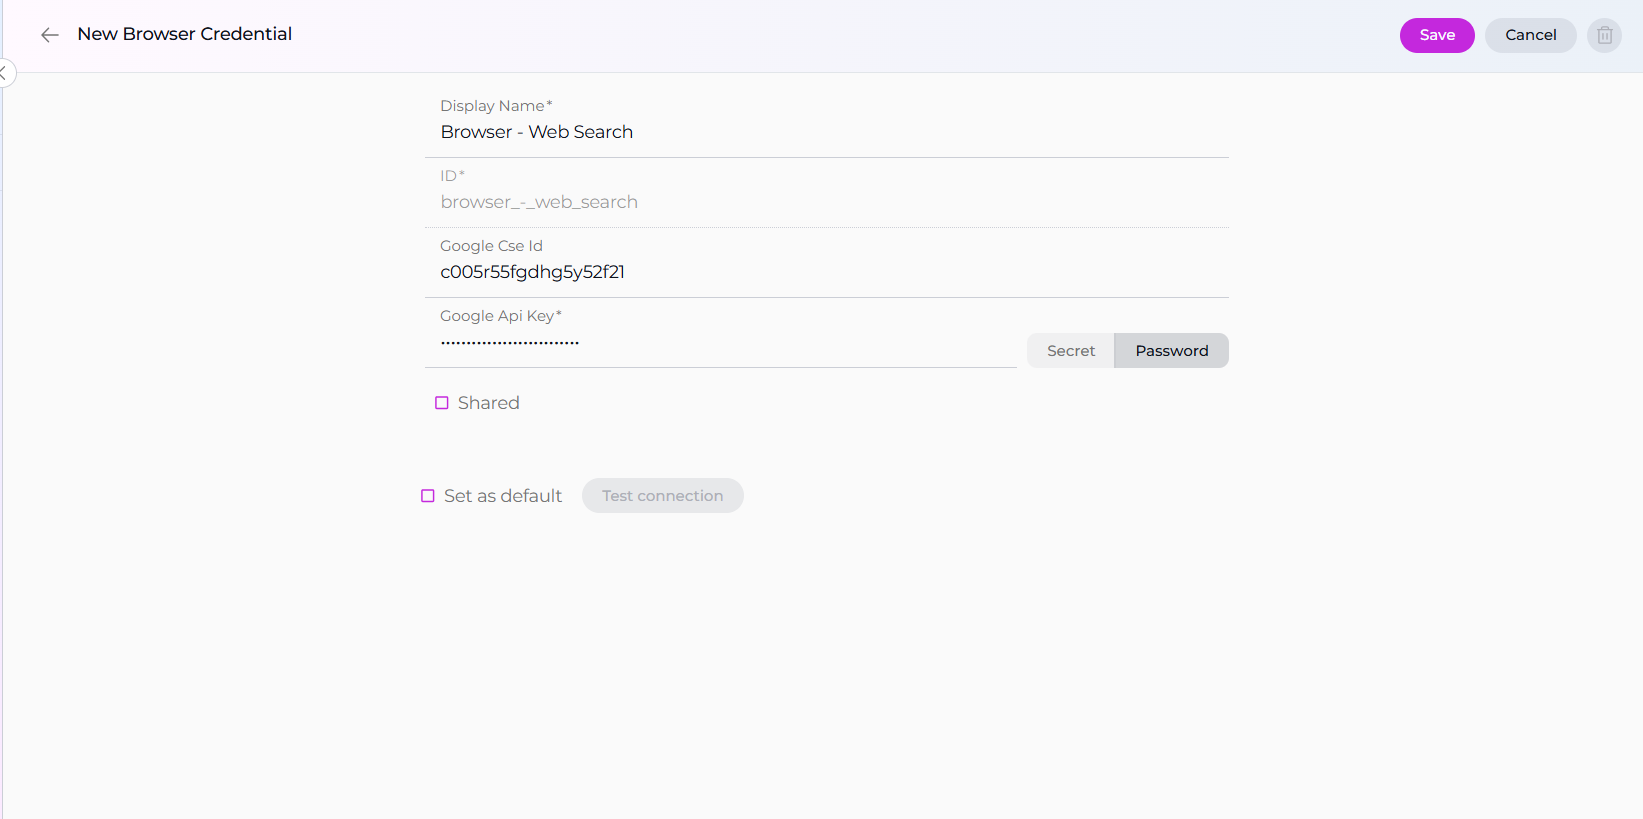 New Browser Credential
Save
Cancel
Display Name*
Browser - Web Search
ID*
browser_-_web_search
Google Cse Id
c005r55fgdhg5y52f21
Google Api Key*
•••••••••••••••••••••••••••
Secret
Password
Shared
Set as default
Test connection